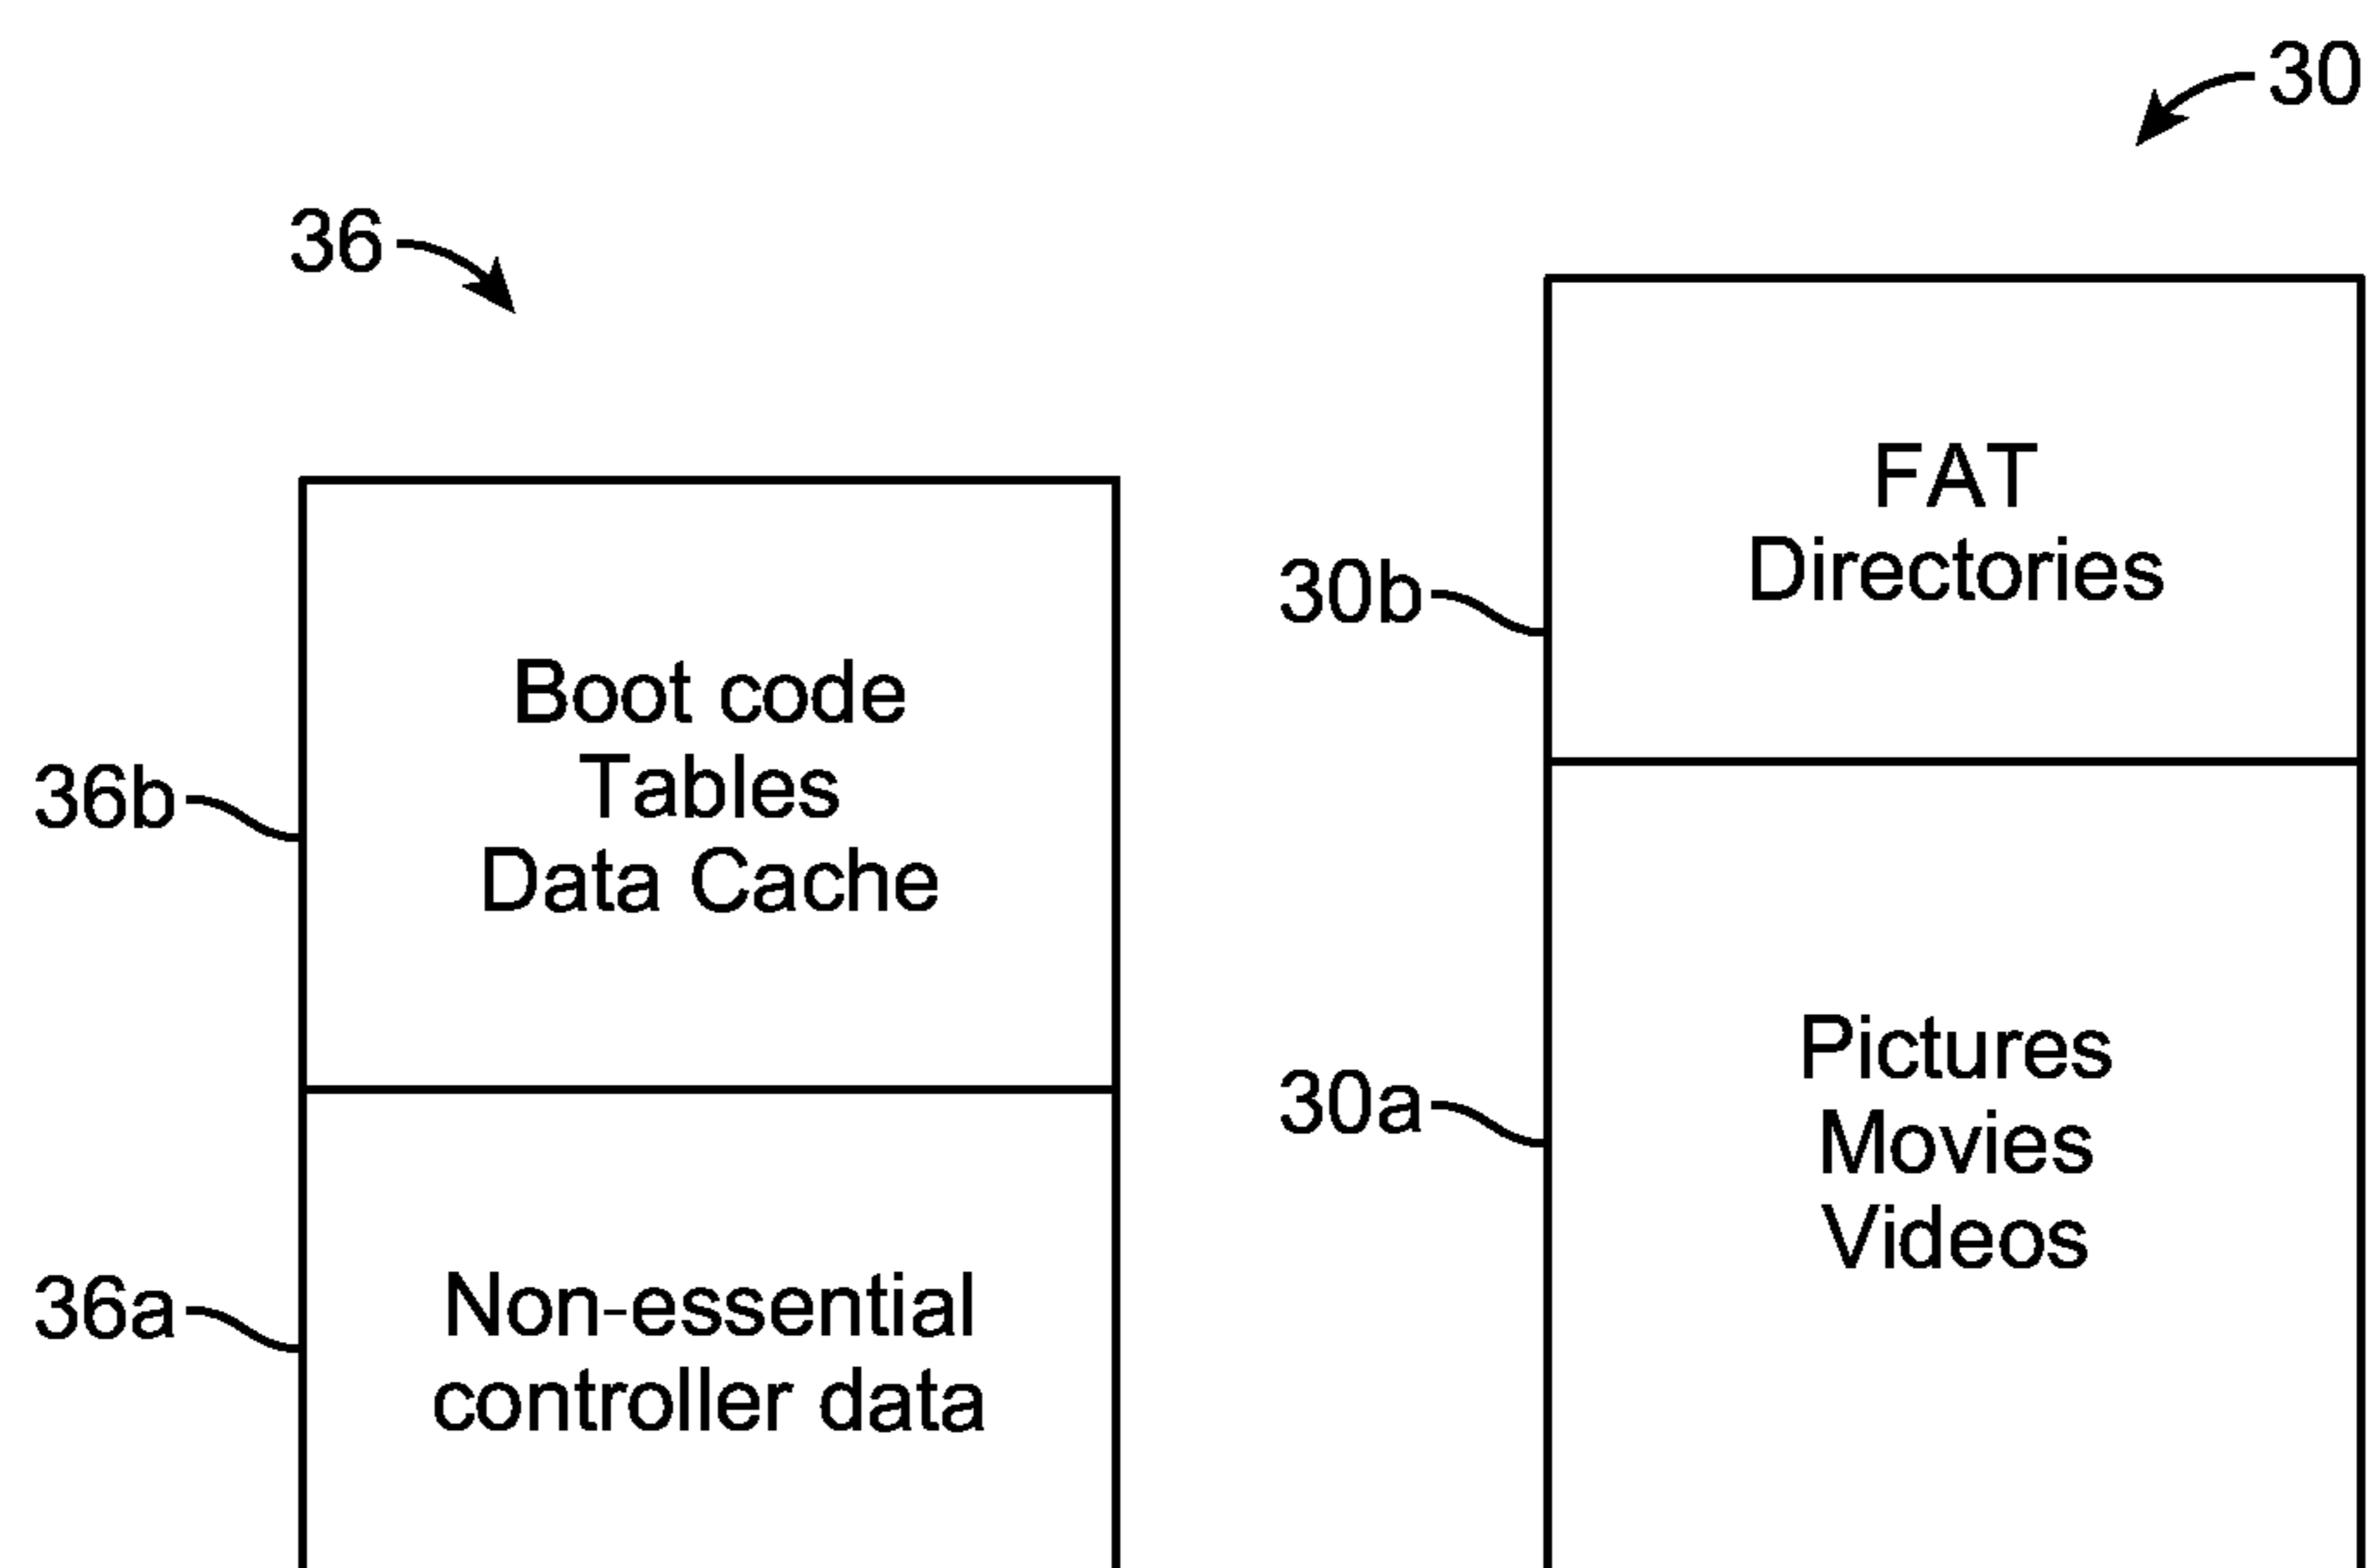 36
Boot code
Tables
Data Cache
36b
Non-essential
controller data
36a
30
FAT
Directories
30b
Pictures
Movies
Videos
30a